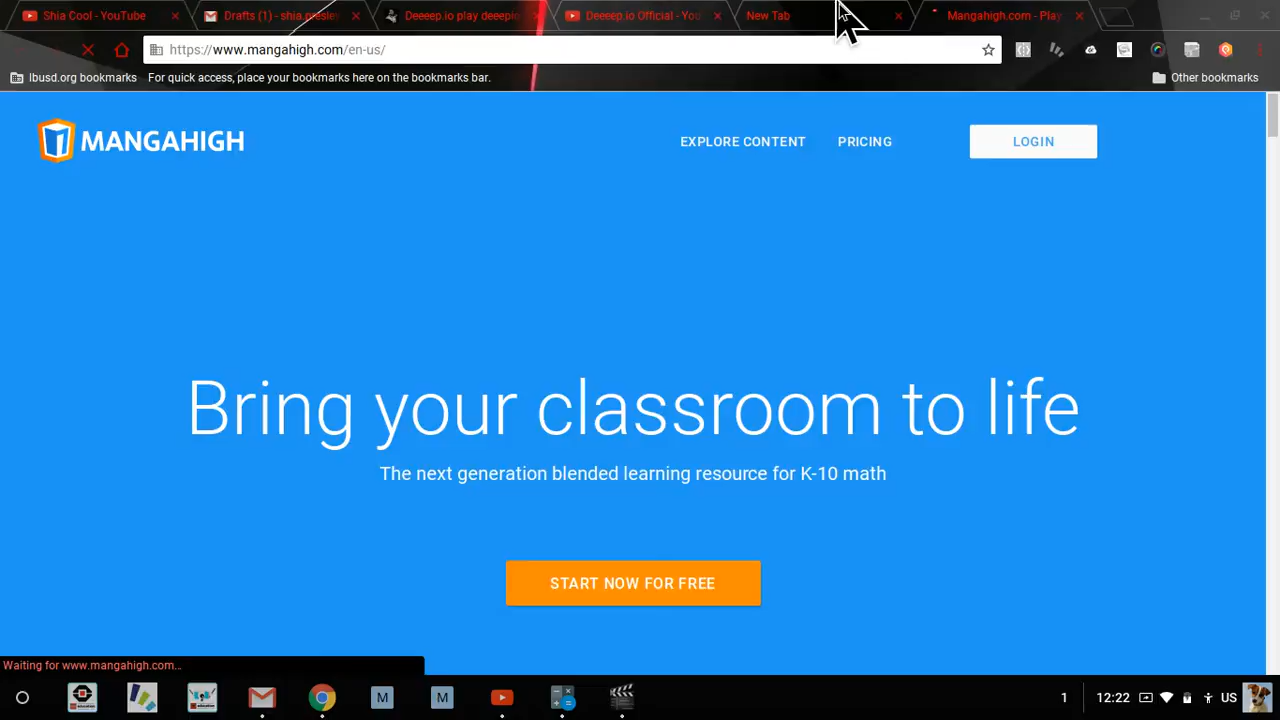 Shia Cool - YouTube
Drafts (1) - shia.presley
Deeeep.io play deeepio
Deeeep.io Official - You
New Tab
Mangahigh.com - Play
https://www.mangahigh.com/en-us/
lbusd.org bookmarks
For quick access, place your bookmarks here on the bookmarks bar.
Other bookmarks
MANGAHIGH
EXPLORE CONTENT
PRICING
LOGIN
Bring your classroom to life
The next generation blended learning resource for K-10 math
START NOW FOR FREE
Waiting for www.mangahigh.com...
M
M
1
12:22
US